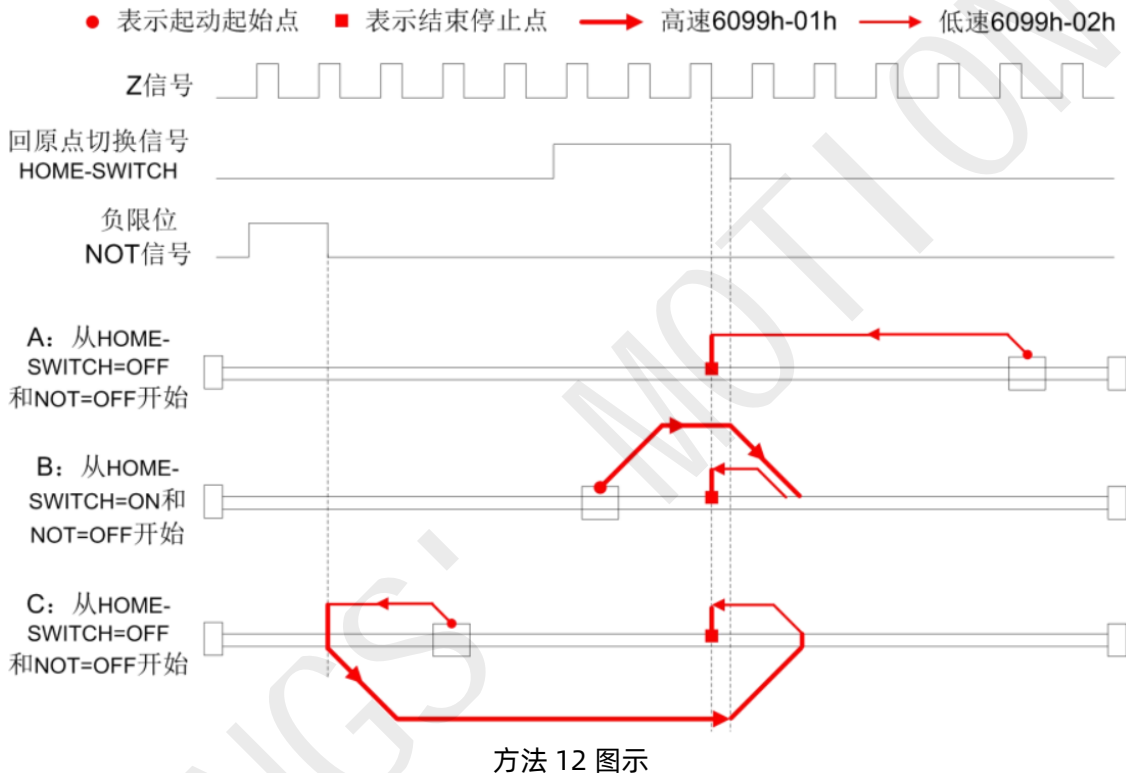 表示起动起始点 表示结束停止点 高速6099h-01h 低速6099h-02h
Z信号
回原点切换信号
HOME-SWITCH
负限位
NOT信号
A：从HOME-
SWITCH=OFF
和NOT=OFF开始
B：从HOME-
SWITCH=ON和
NOT=OFF开始
C：从HOME-
SWITCH=OFF
和NOT=OFF开始
方法 12 图示
NGS' MOTION